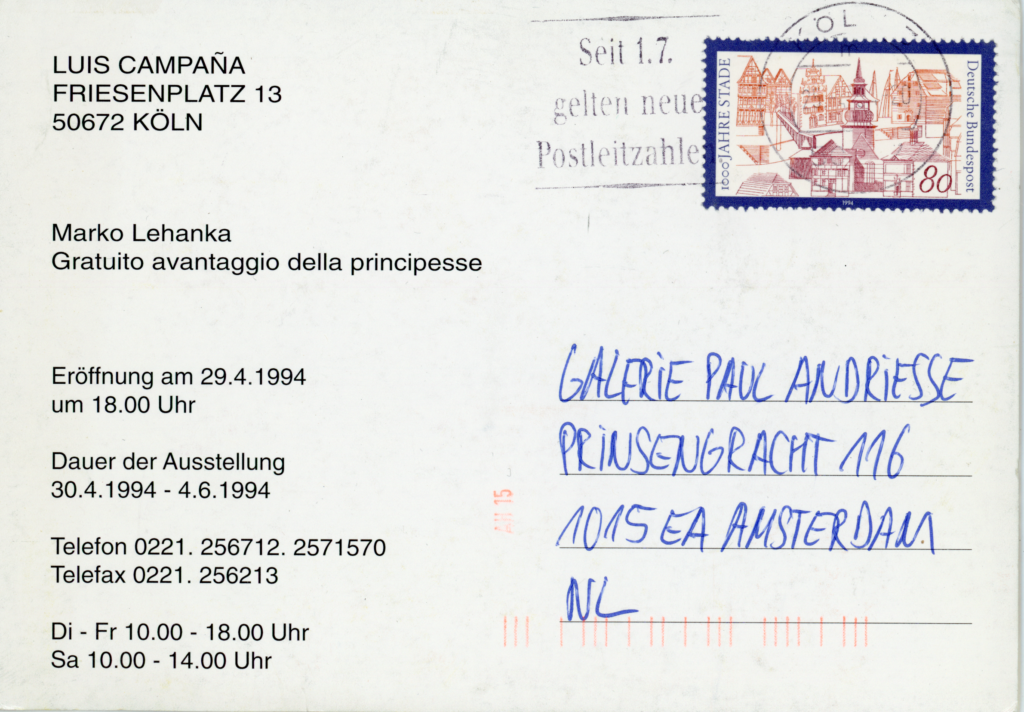 LUIS CAMPAÑA
FRIESENPLATZ 13
50672 KÖLN
Marko Lehanka
Gratuito avantaggio della principesse
Eröffnung am 29.4.1994
um 18.00 Uhr
Dauer der Ausstellung
30.4.1994 - 4.6.1994
Telefon 0221. 256712. 2571570
Telefax 0221. 256213
Di - Fr 10.00 - 18.00 Uhr
Sa 10.00 - 14.00 Uhr
Seit 1.7.
gelten neue
Postleitzahle
KÖL
1000 JAHRE STADE
Deutsche Bundespost
80
1994
GALERIE PAUL ANDRIESSE
PRINSENGRACHT 116
1015 EA AMSTERDAM
NL